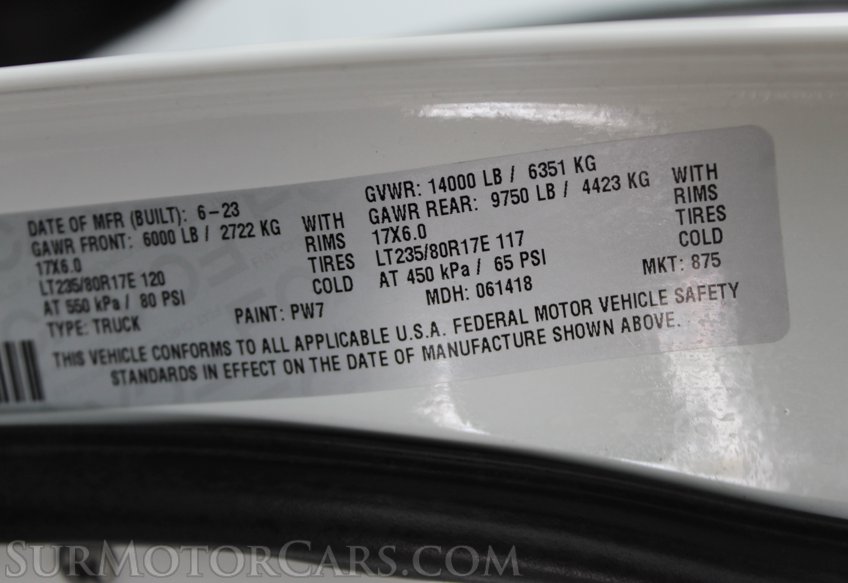 DATE OF MFR (BUILT): 6-23
GVWR: 14000 LB / 6351 KG
GAWR FRONT: 6000 LB / 2722 KG WITH
17X6.0 RIMS
LT235/80R17E 120 TIRES
AT 550 kPa / 80 PSI COLD
GAWR REAR: 9750 LB / 4423 KG WITH
17X6.0 RIMS
LT235/80R17E 117 TIRES
AT 450 kPa / 65 PSI COLD
TYPE: TRUCK PAINT: PW7 MDH: 061418 MKT: 875
THIS VEHICLE CONFORMS TO ALL APPLICABLE U.S.A. FEDERAL MOTOR VEHICLE SAFETY
STANDARDS IN EFFECT ON THE DATE OF MANUFACTURE SHOWN ABOVE.
SURMOTORCARS.COM